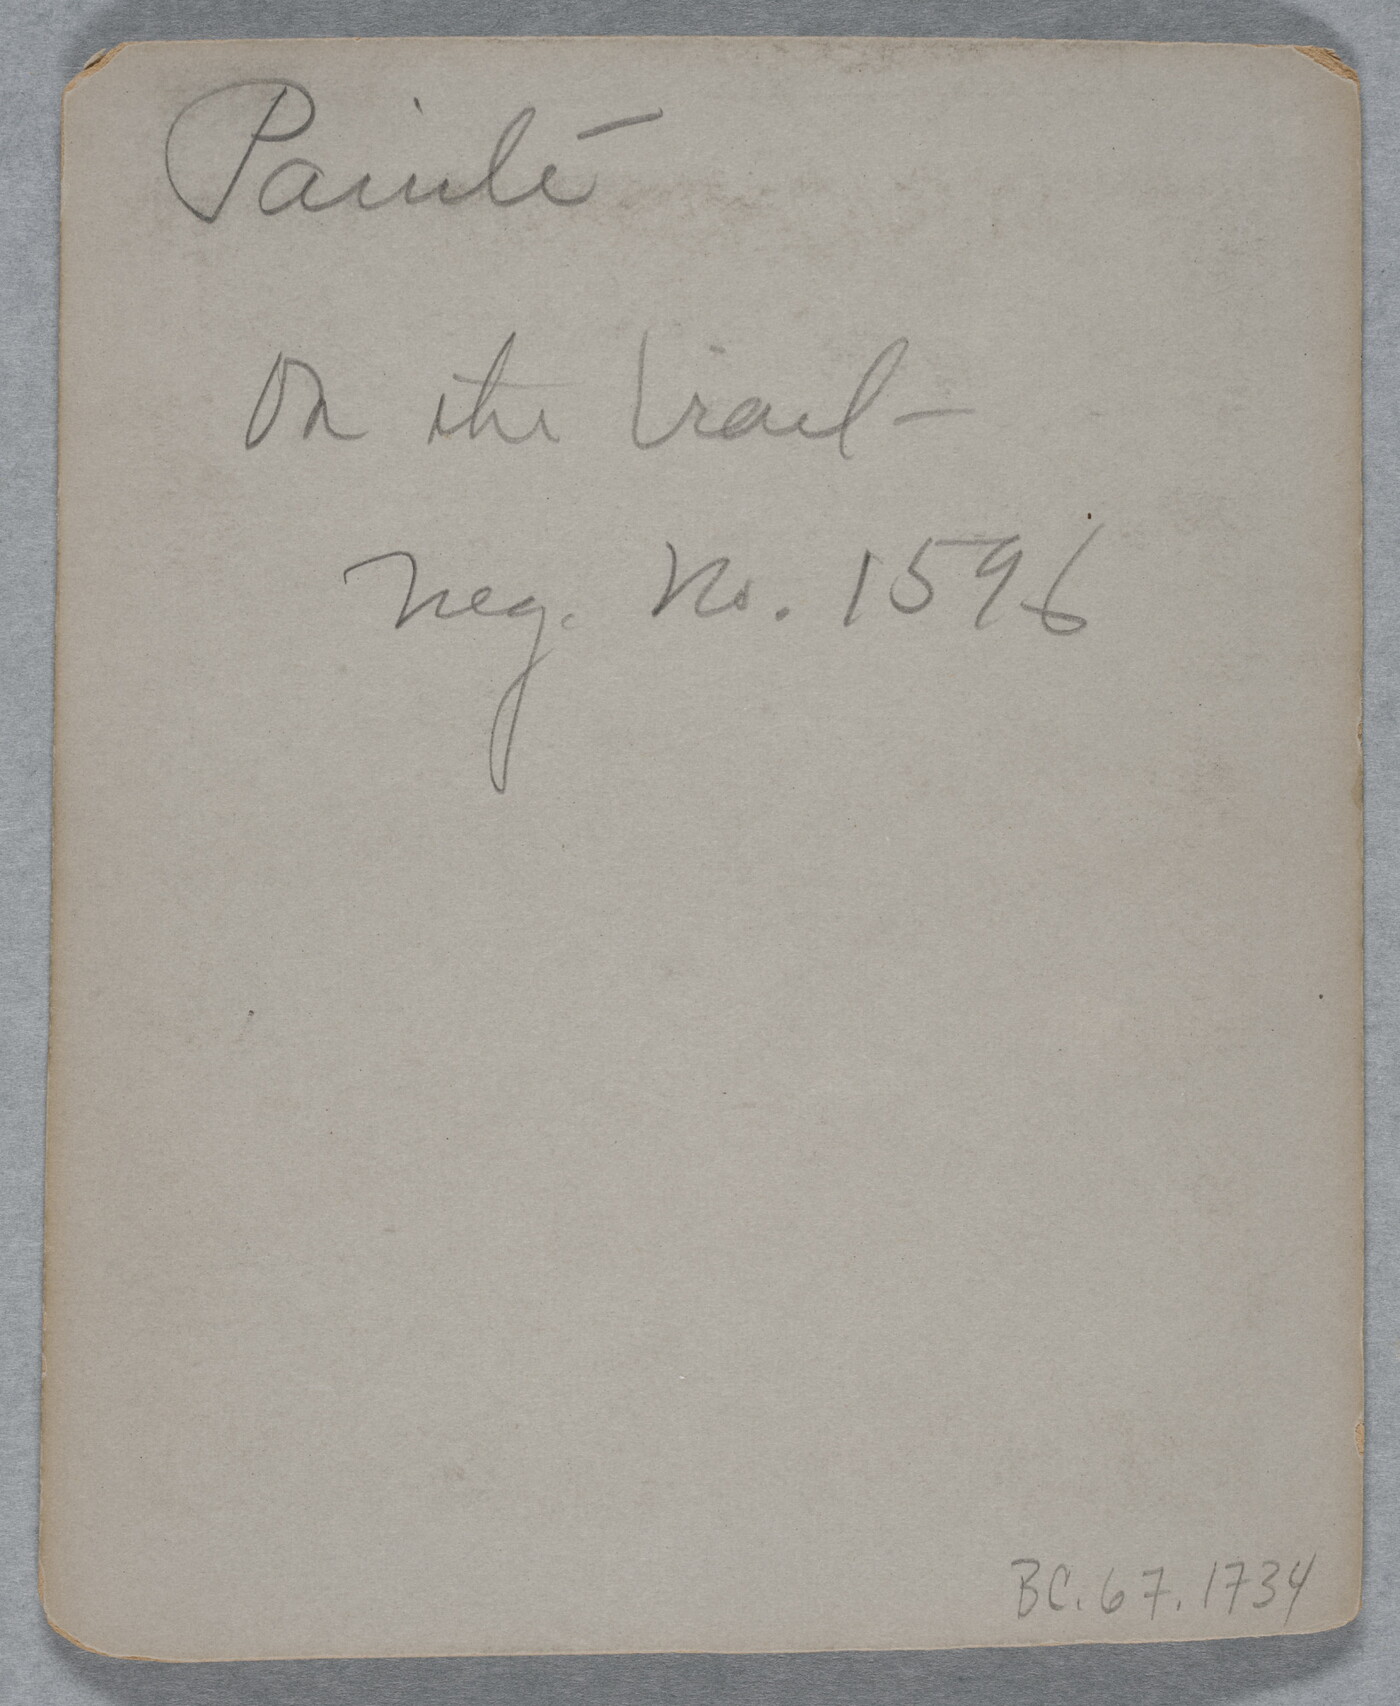 Paiute
On the trail –
Neg. No. 1596
BC.67.1734